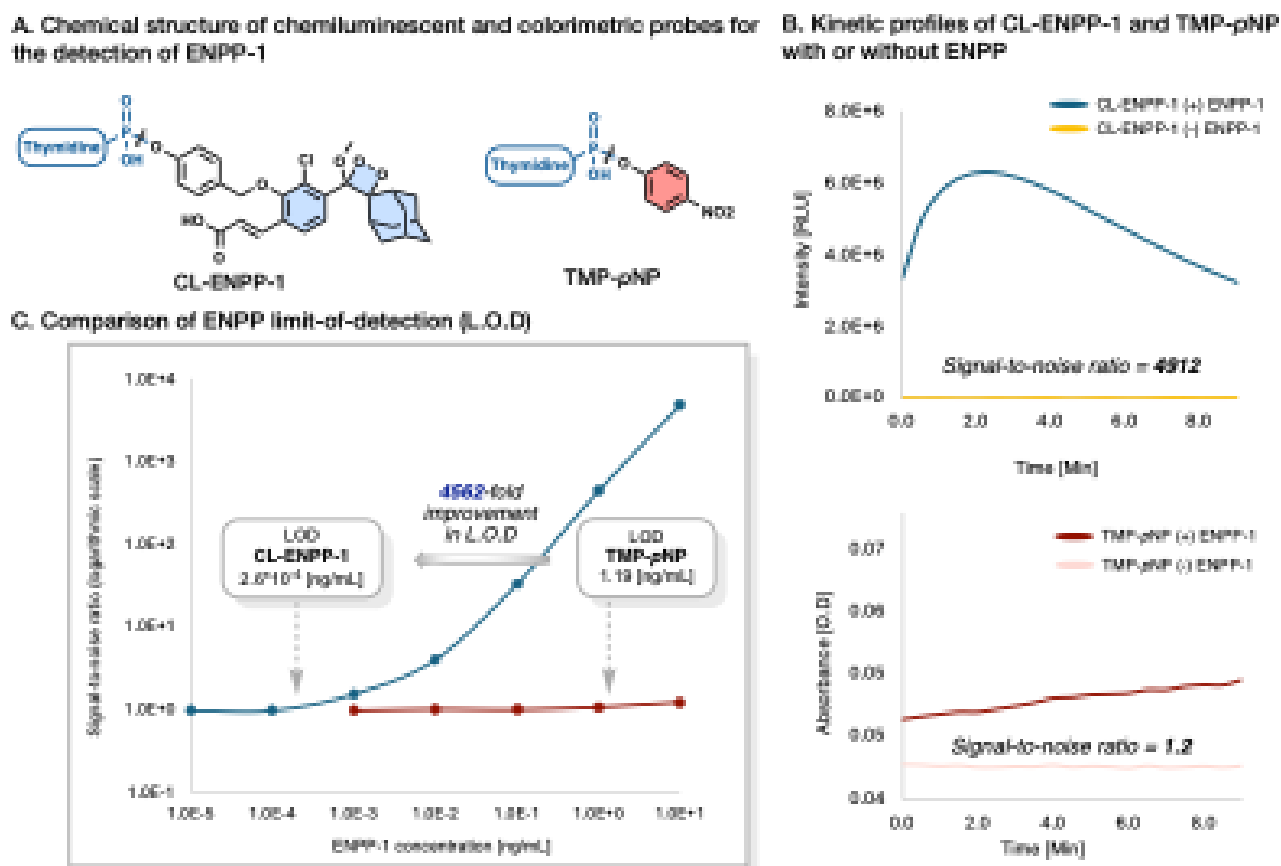 A. Chemical structure of chemiluminescent and colorimetric probes for
the detection of ENPP-1
Thymidine
O
P
OH
O
O
Cl
O
O
O
HO
O
CL-ENPP-1
Thymidine
O
P
OH
O
NO2
TMP-pNP
B. Kinetic profiles of CL-ENPP-1 and TMP-pNP
with or without ENPP
CL-ENPP-1 (+) ENPP-1
CL-ENPP-1 (-) ENPP-1
Intensity [RLU]
8.0E+6
6.0E+6
4.0E+6
2.0E+6
0.0E+0
Signal-to-noise ratio = 4912
0.0
2.0
4.0
6.0
8.0
Time [Min]
TMP-pNP (+) ENPP-1
TMP-pNP (-) ENPP-1
Absorbance [O.D]
0.07
0.06
0.05
0.05
0.04
Signal-to-noise ratio = 1.2
0.0
2.0
4.0
6.0
8.0
Time [Min]
C. Comparison of ENPP limit-of-detection (L.O.D)
Signal-to-noise ratio (logarithmic scale)
1.0E+4
1.0E+3
1.0E+2
1.0E+1
1.0E+0
1.0E-1
LOD
CL-ENPP-1
[ng/mL]
4562-fold
improvement
in L.O.D
LOD
TMP-pNP
1.19 [ng/mL]
1.0E-5
1.0E-4
1.0E-3
1.0E-2
1.0E-1
1.0E+0
1.0E+1
ENPP-1 concentration [ng/mL]